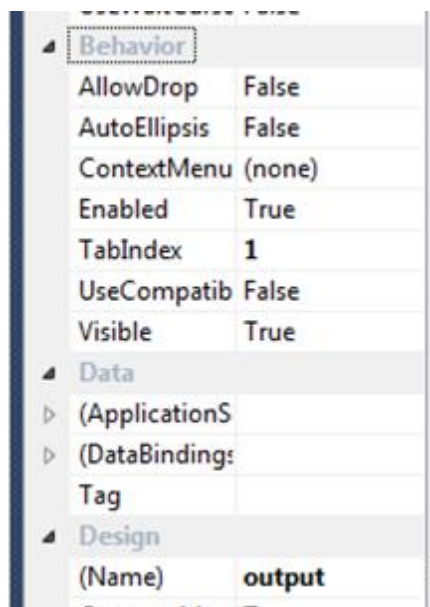 Behavior
AllowDrop False
AutoEllipsis False
ContextMenu (none)
Enabled True
TabIndex 1
UseCompatib False
Visible True
Data
(ApplicationS
(DataBindings
Tag
Design
(Name) output